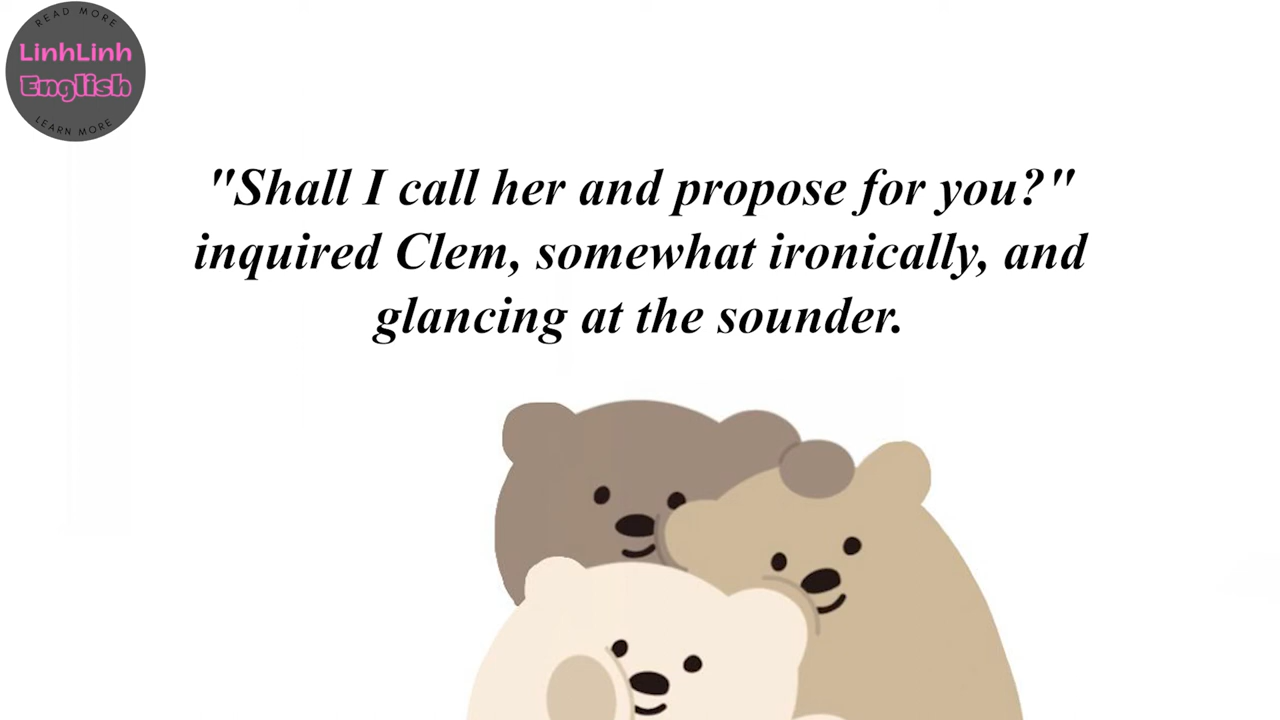 READ MORE
LinhLinh
English
LEARN MORE
"Shall I call her and propose for you?"
inquired Clem, somewhat ironically, and
glancing at the sounder.